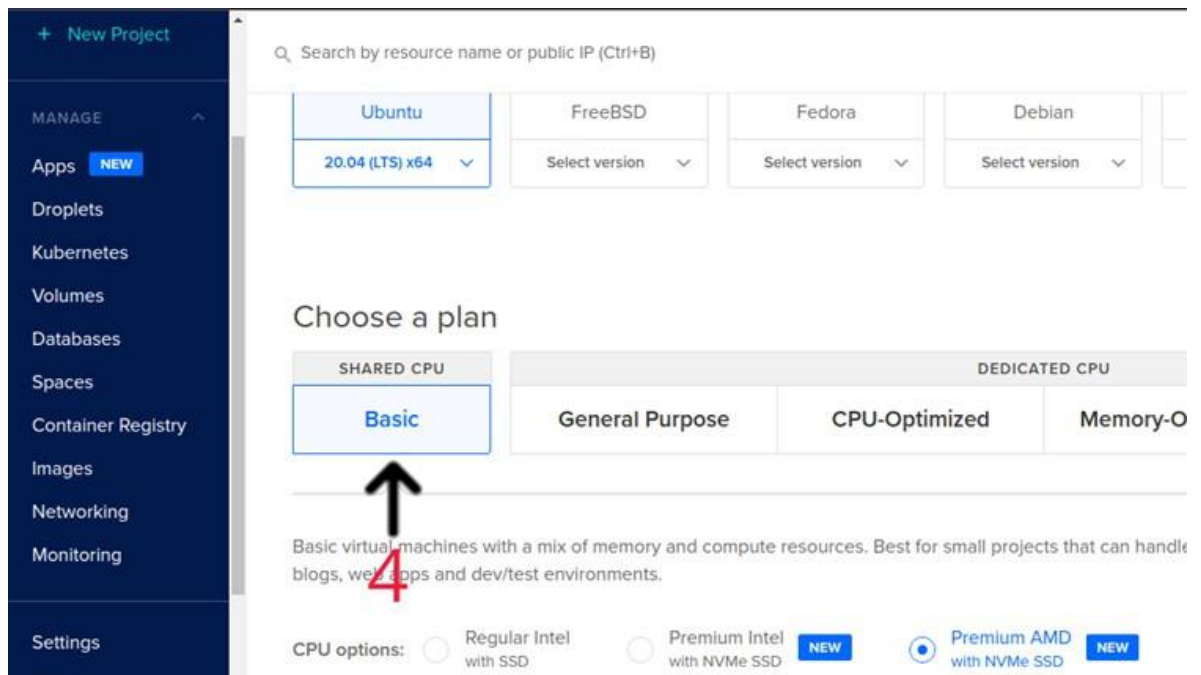 + New Project
MANAGE
Apps NEW
Droplets
Kubernetes
Volumes
Databases
Spaces
Container Registry
Images
Networking
Monitoring
Settings
Search by resource name or public IP (Ctrl+B)
Ubuntu FreeBSD Fedora Debian
20.04 (LTS) x64 Select version Select version Select version
Choose a plan
SHARED CPU DEDICATED CPU
Basic General Purpose CPU-Optimized Memory-O
4
Basic virtual machines with a mix of memory and compute resources. Best for small projects that can handle
blogs, web apps and dev/test environments.
CPU options: Regular Intel Premium Intel NEW Premium AMD NEW
with SSD with NVMe SSD with NVMe SSD